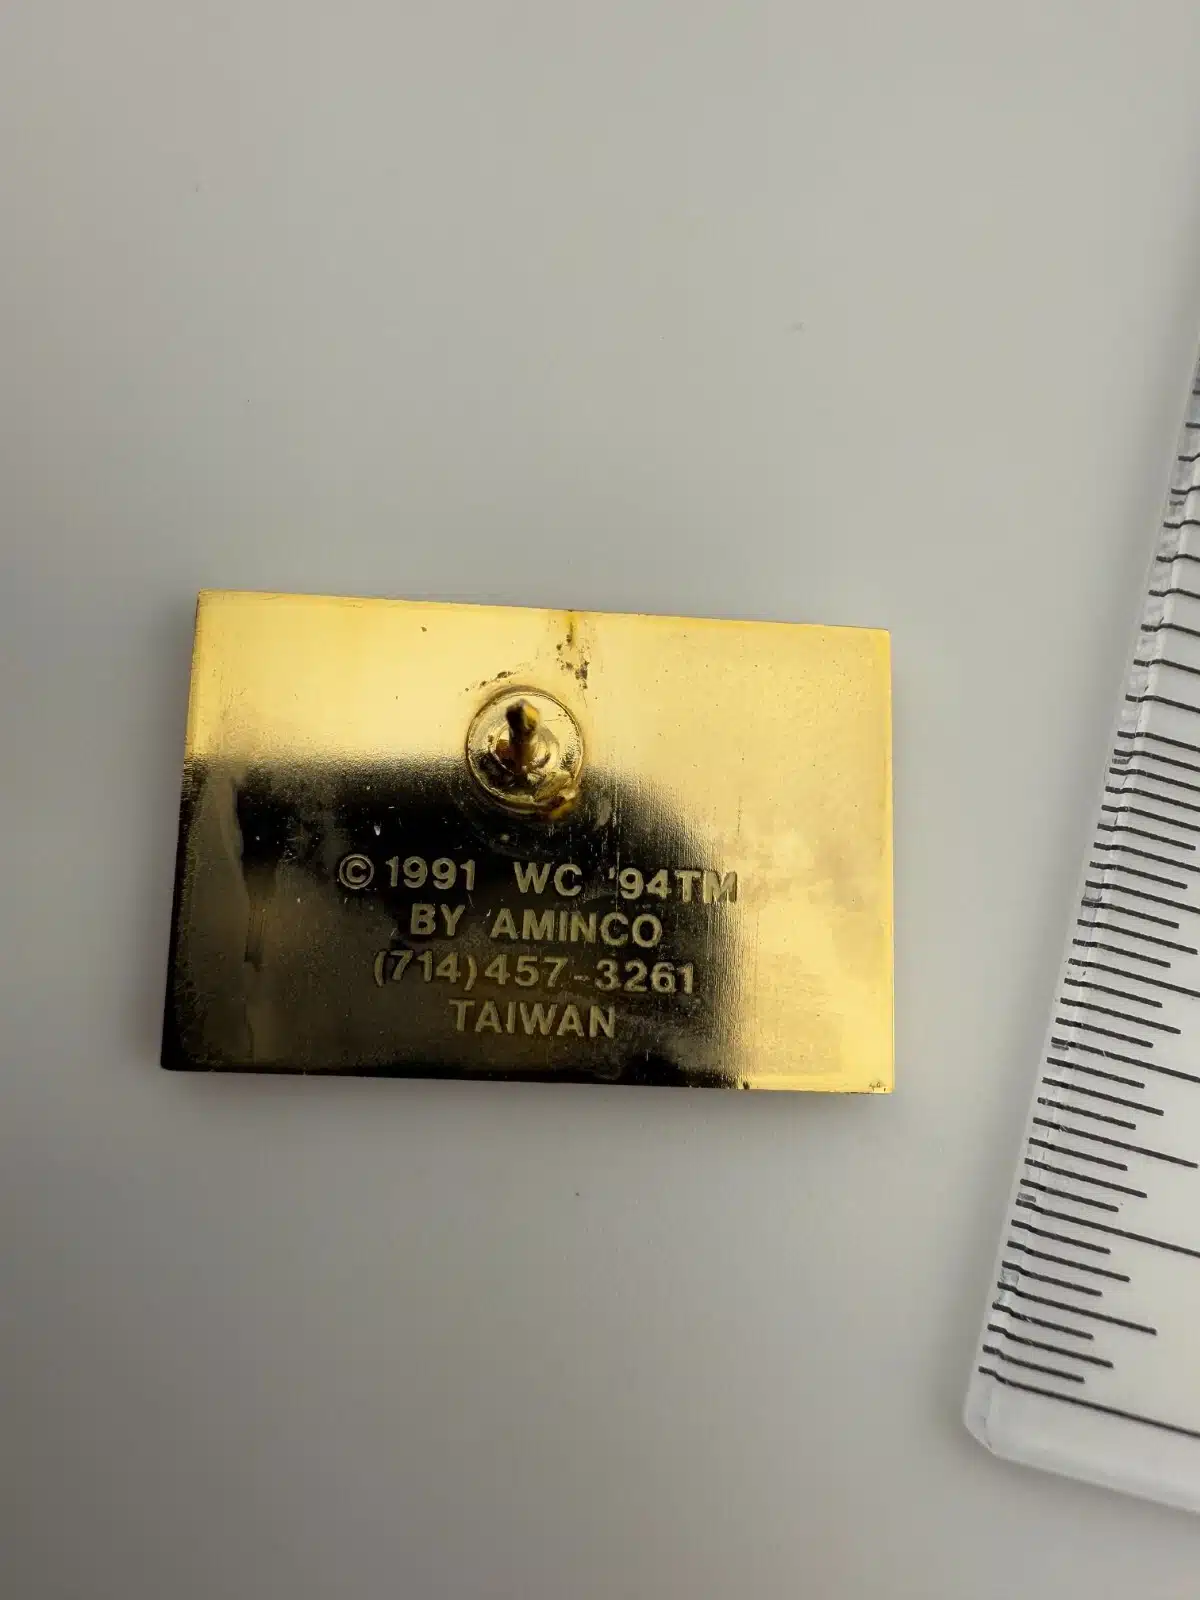 ©1991 WC '94TM
BY AMINCO
(714)457-3261
TAIWAN